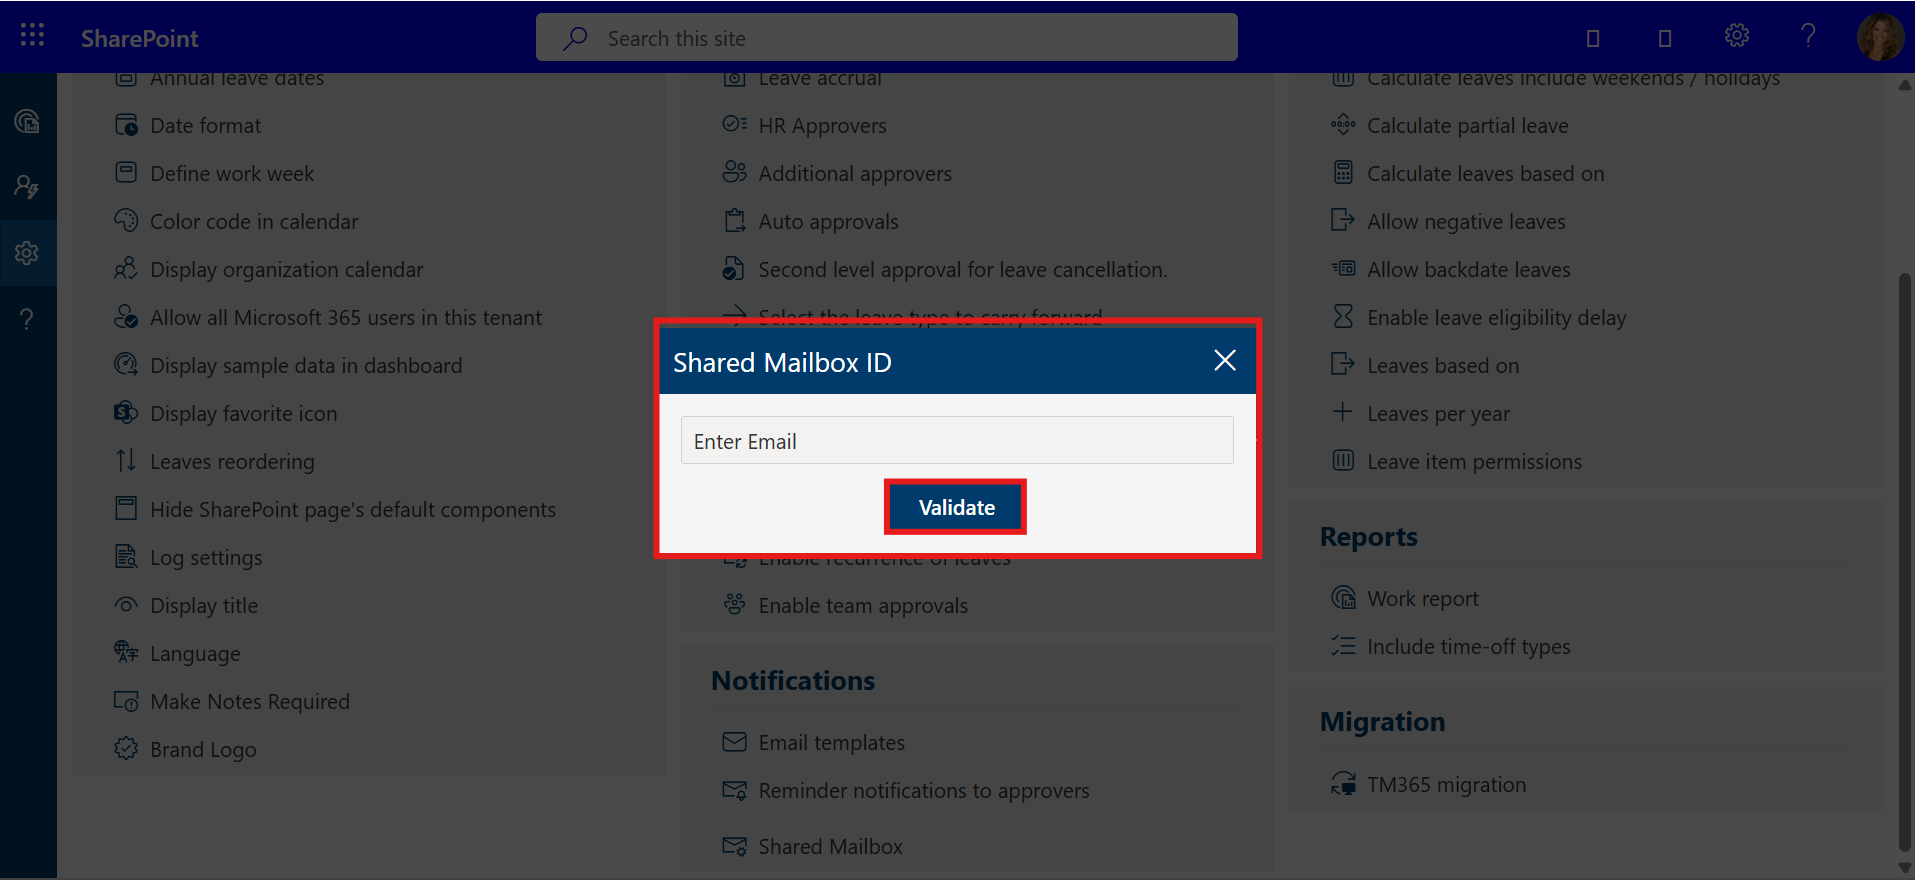 SharePoint
Search this site
Annual leave dates
Date format
Define work week
Color code in calendar
Display organization calendar
Allow all Microsoft 365 users in this tenant
Display sample data in dashboard
Display favorite icon
Leaves reordering
Hide SharePoint page's default components
Log settings
Display title
Language
Make Notes Required
Brand Logo
Leave accrual
HR Approvers
Additional approvers
Auto approvals
Second level approval for leave cancellation.
Select the leave type to carry forward
Shared Mailbox ID
Enter Email
Validate
Enable recurrence of leaves
Enable team approvals
Notifications
Email templates
Reminder notifications to approvers
Shared Mailbox
Calculate leaves include weekends / holidays
Calculate partial leave
Calculate leaves based on
Allow negative leaves
Allow backdate leaves
Enable leave eligibility delay
Leaves based on
Leaves per year
Leave item permissions
Reports
Work report
Include time-off types
Migration
TM365 migration